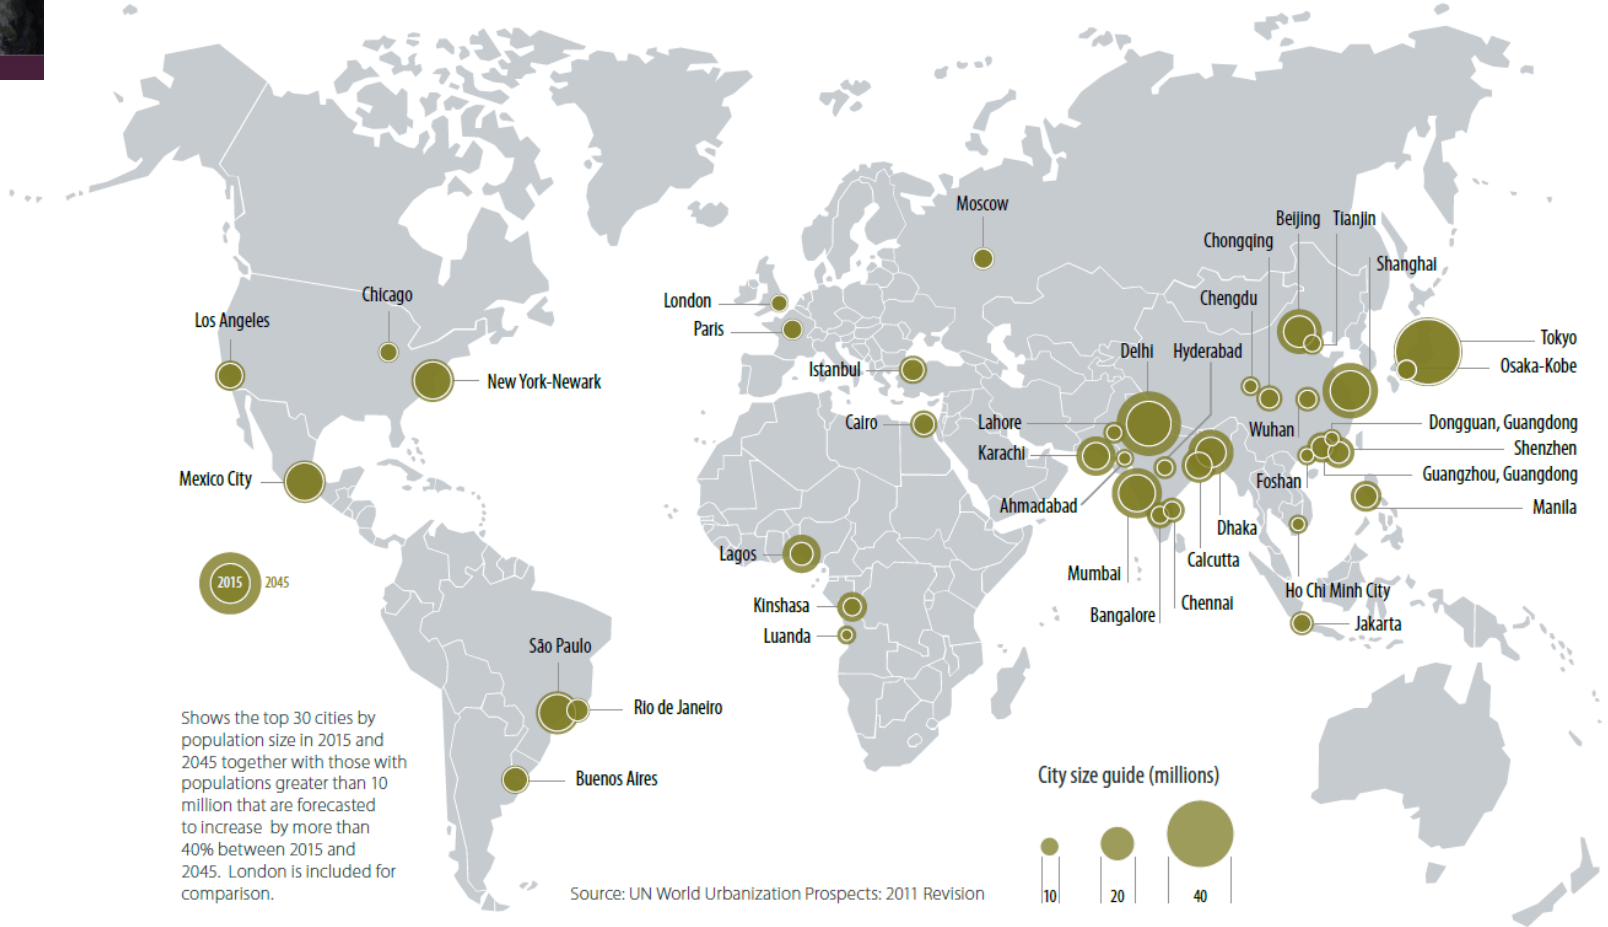 Moscow
Beijing
Tianjin
Chongqing
Shanghai
Chengdu
London
Chicago
Los Angeles
Paris
Tokyo
Delhi
Hyderabad
Osaka-Kobe
Istanbul
New York-Newark
Cairo
Lahore
Wuhan
Dongguan, Guangdong
Karachi
Shenzhen
Mexico City
Foshan
Guangzhou, Guangdong
Ahmadabad
Manila
Dhaka
Lagos
Calcutta
Mumbai
2015
2045
Ho Chi Minh City
Kinshasa
Chennai
Bangalore
Jakarta
Luanda
São Paulo
Rio de Janeiro
Buenos Aires
Shows the top 30 cities by
population size in 2015 and
2045 together with those with
populations greater than 10
million that are forecasted
to increase by more than
40% between 2015 and
2045. London is included for
comparison.
City size guide (millions)
10
20
40
Source: UN World Urbanization Prospects: 2011 Revision